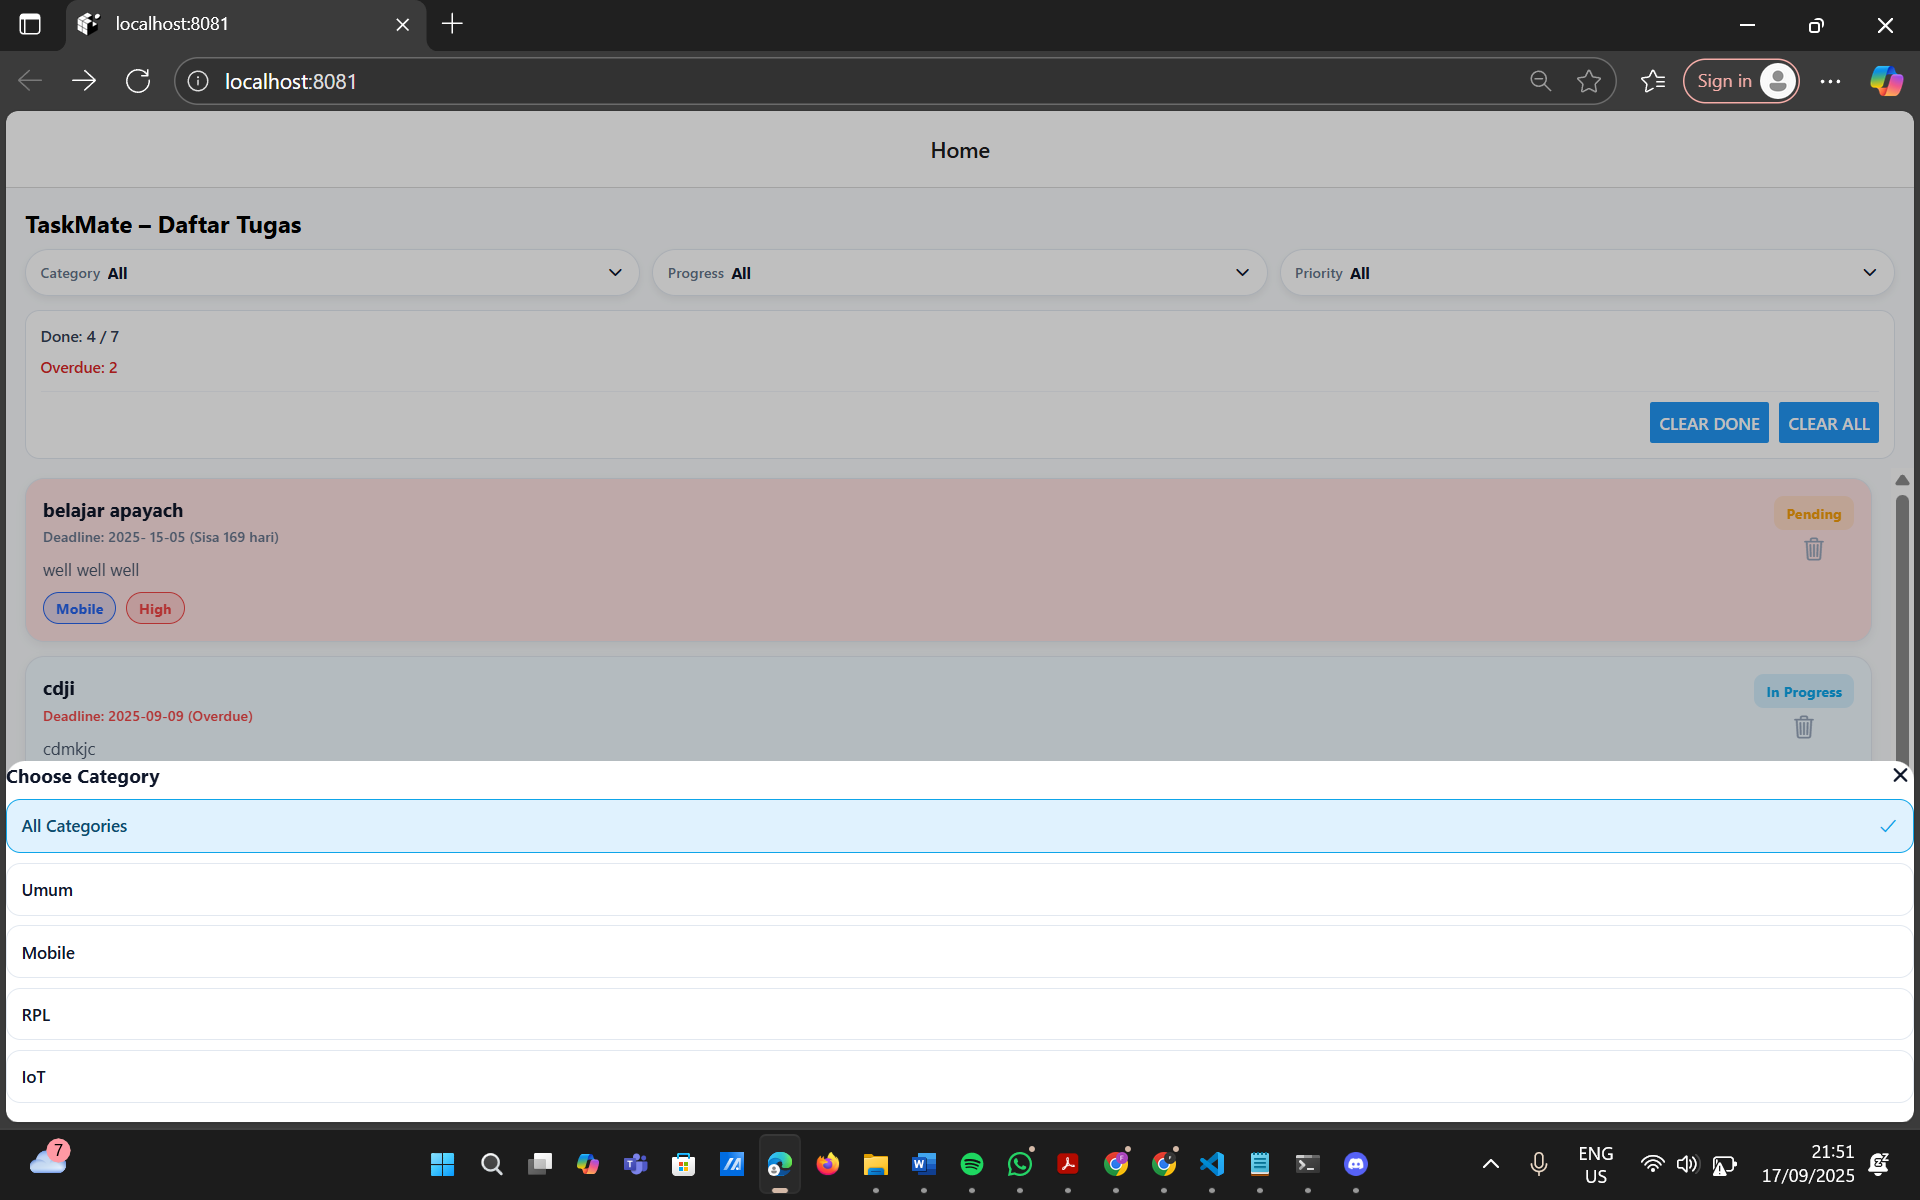 localhost:8081
localhost:8081
Sign in
Home
TaskMate – Daftar Tugas
Category All
Progress All
Priority All
Done: 4 / 7
Overdue: 2
CLEAR DONE
CLEAR ALL
belajar apayach
Pending
Deadline: 2025- 15-05 (Sisa 169 hari)
well well well
Mobile
High
cdji
In Progress
Deadline: 2025-09-09 (Overdue)
cdmkjc
Choose Category
All Categories
Umum
Mobile
RPL
IoT
7
ENG
US
21:51
17/09/2025